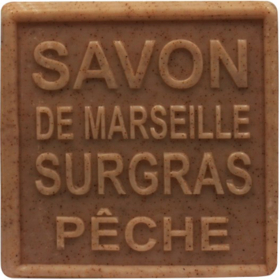 SAVON
DE MARSEILLE
SURGRAS
PÊCHE